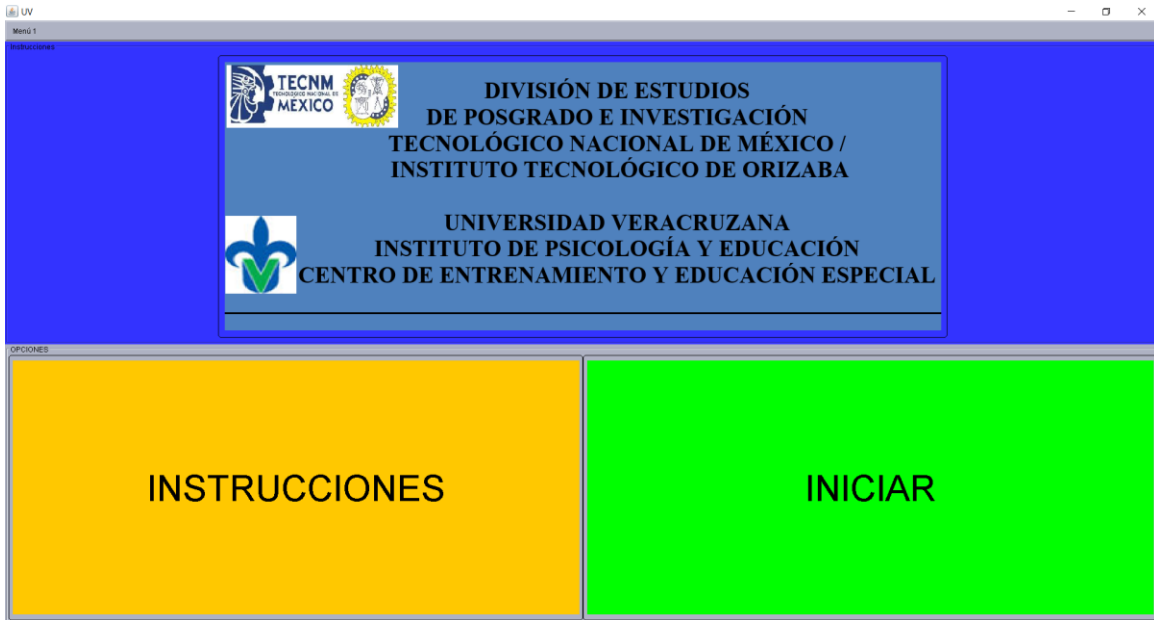 UV
Menú 1
Instrucciones
TECNM
TECNOLÓGICO NACIONAL DE
MÉXICO
DIVISIÓN DE ESTUDIOS
DE POSGRADO E INVESTIGACIÓN
TECNOLÓGICO NACIONAL DE MÉXICO /
INSTITUTO TECNOLÓGICO DE ORIZABA
UNIVERSIDAD VERACRUZANA
INSTITUTO DE PSICOLOGÍA Y EDUCACIÓN
CENTRO DE ENTRENAMIENTO Y EDUCACIÓN ESPECIAL
OPCIONES
INSTRUCCIONES
INICIAR